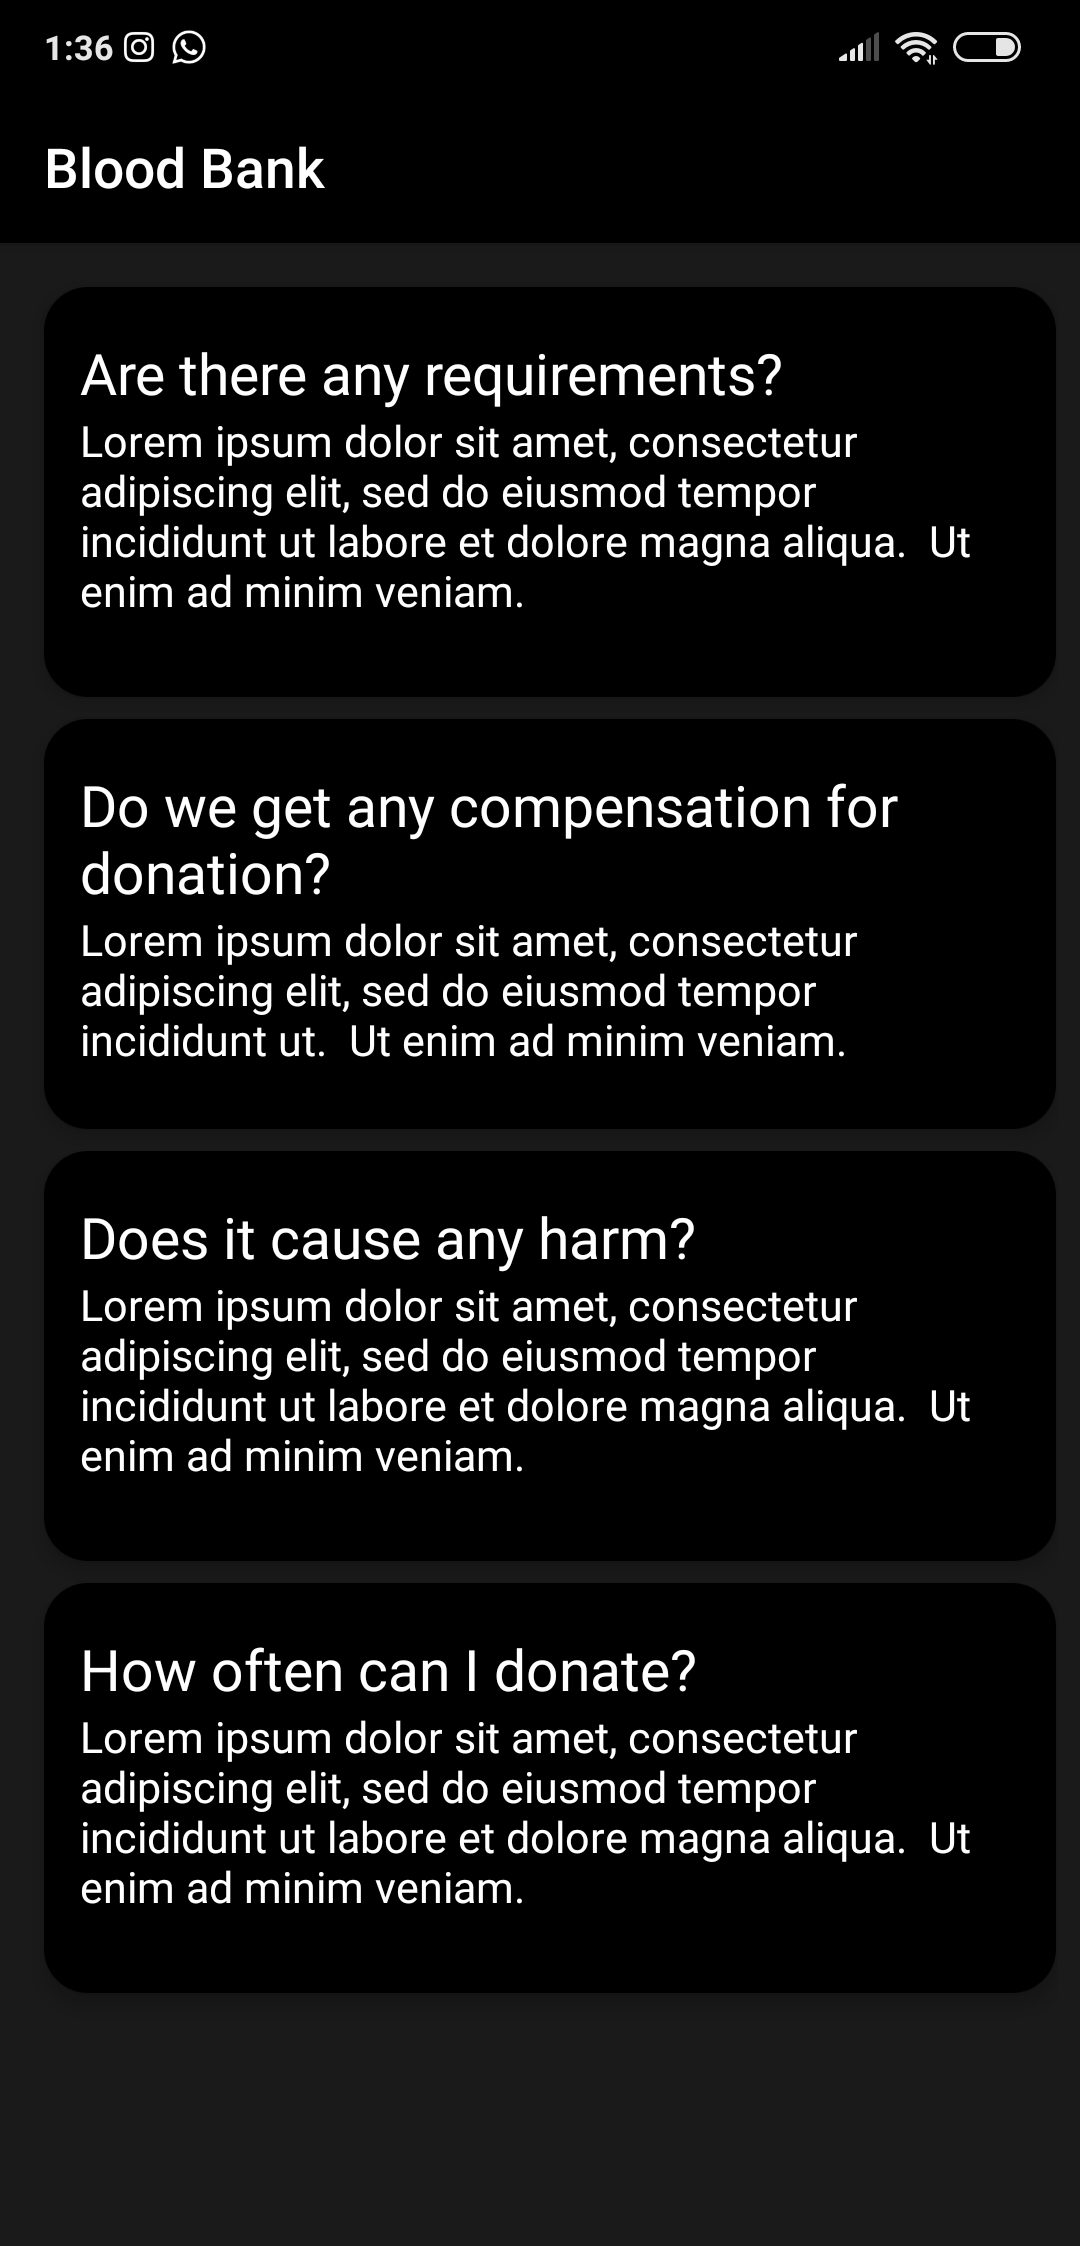 1:36
Blood Bank
Are there any requirements?
Lorem ipsum dolor sit amet, consectetur
adipiscing elit, sed do eiusmod tempor
incididunt ut labore et dolore magna aliqua.  Ut
enim ad minim veniam.
Do we get any compensation for
donation?
Lorem ipsum dolor sit amet, consectetur
adipiscing elit, sed do eiusmod tempor
incididunt ut.  Ut enim ad minim veniam.
Does it cause any harm?
Lorem ipsum dolor sit amet, consectetur
adipiscing elit, sed do eiusmod tempor
incididunt ut labore et dolore magna aliqua.  Ut
enim ad minim veniam.
How often can I donate?
Lorem ipsum dolor sit amet, consectetur
adipiscing elit, sed do eiusmod tempor
incididunt ut labore et dolore magna aliqua.  Ut
enim ad minim veniam.